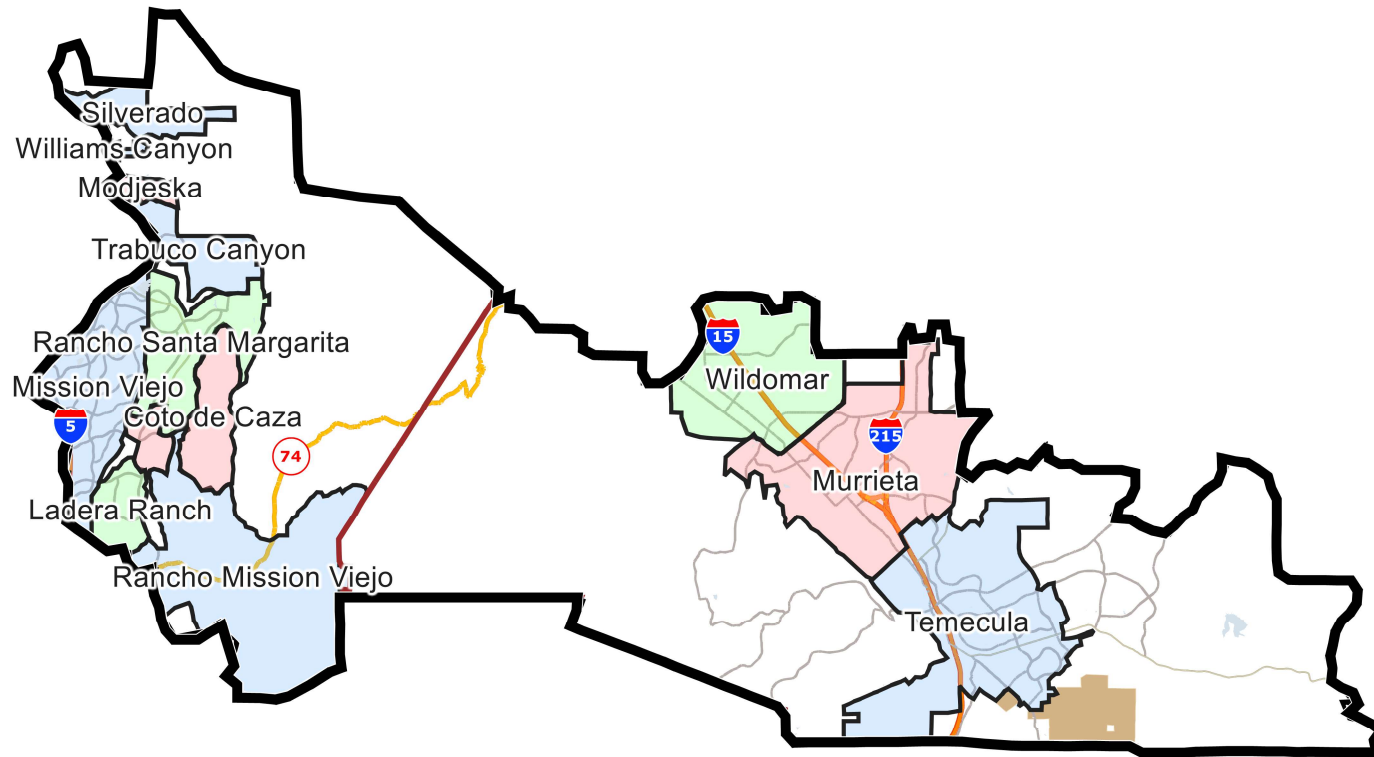 Silverado
Williams Canyon
Modjeska
Trabuco Canyon
Rancho Santa Margarita
15
Wildomar
Mission Viejo
Coto de Caza
5
215
74
Murrieta
Ladera Ranch
Rancho Mission Viejo
Temecula